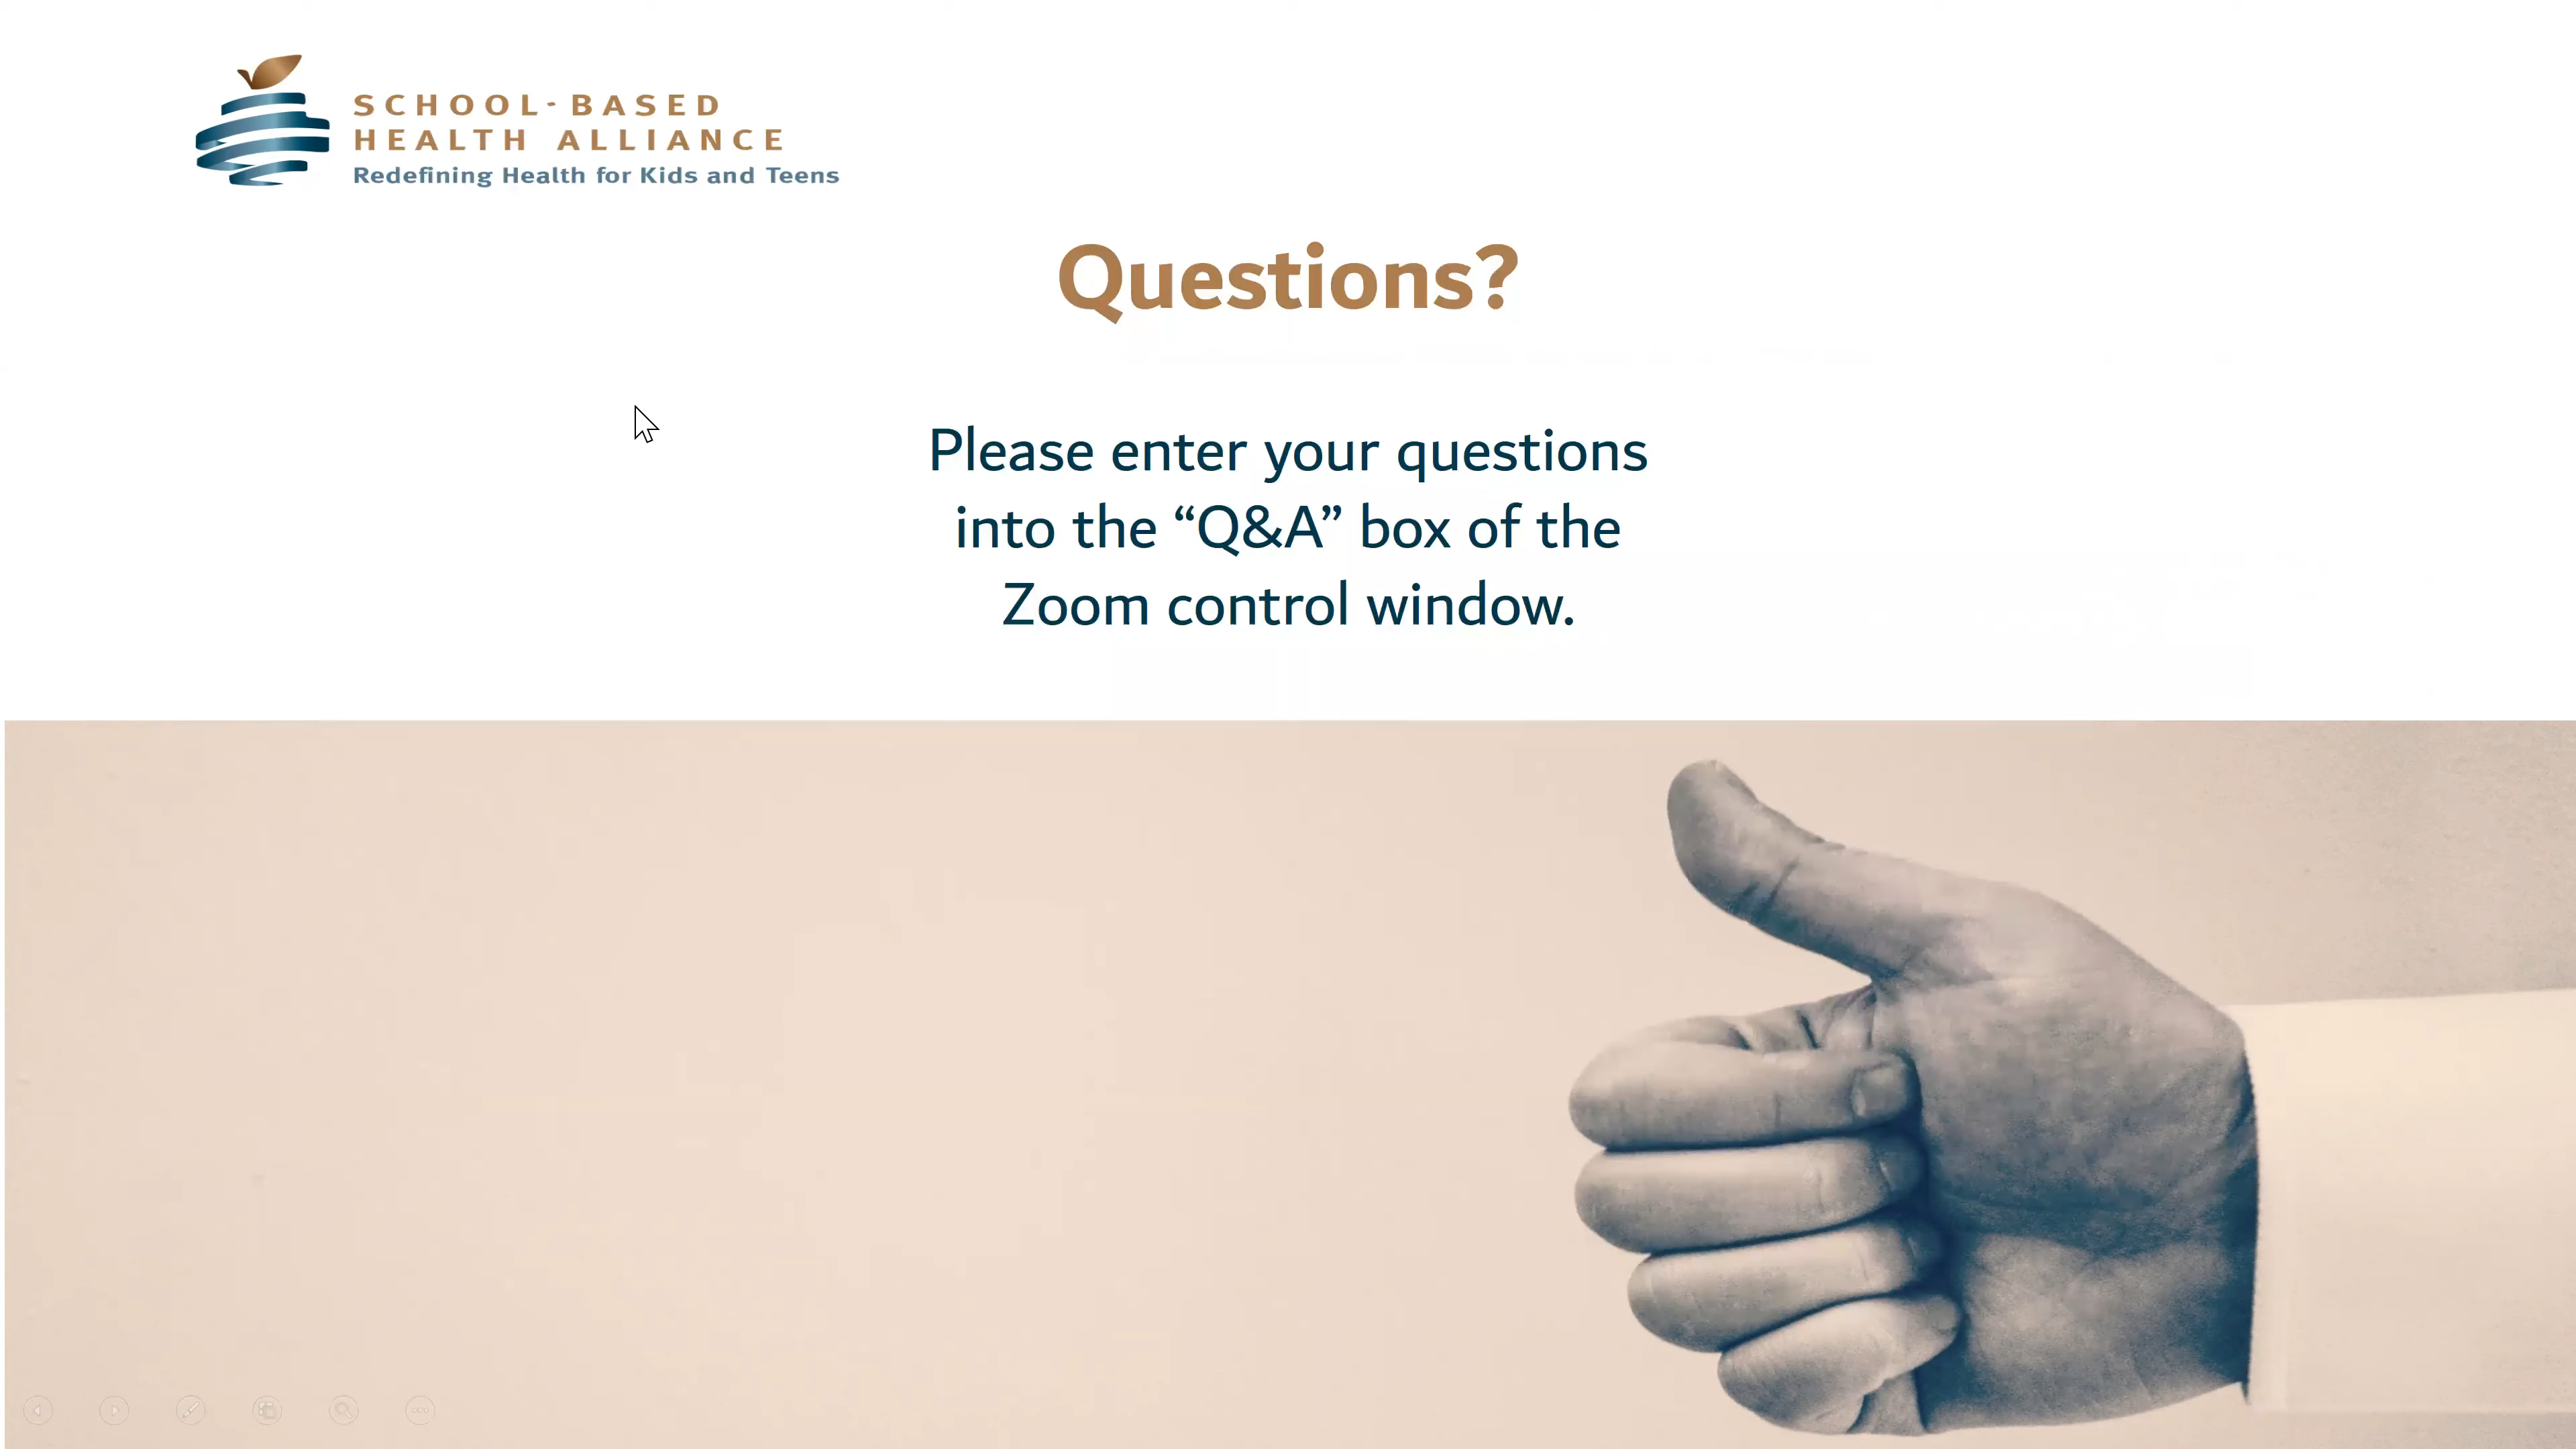 SCHOOL-BASED
HEALTH ALLIANCE
Redefining Health for Kids and Teens
Questions?
Please enter your questions
into the “Q&A” box of the
Zoom control window.